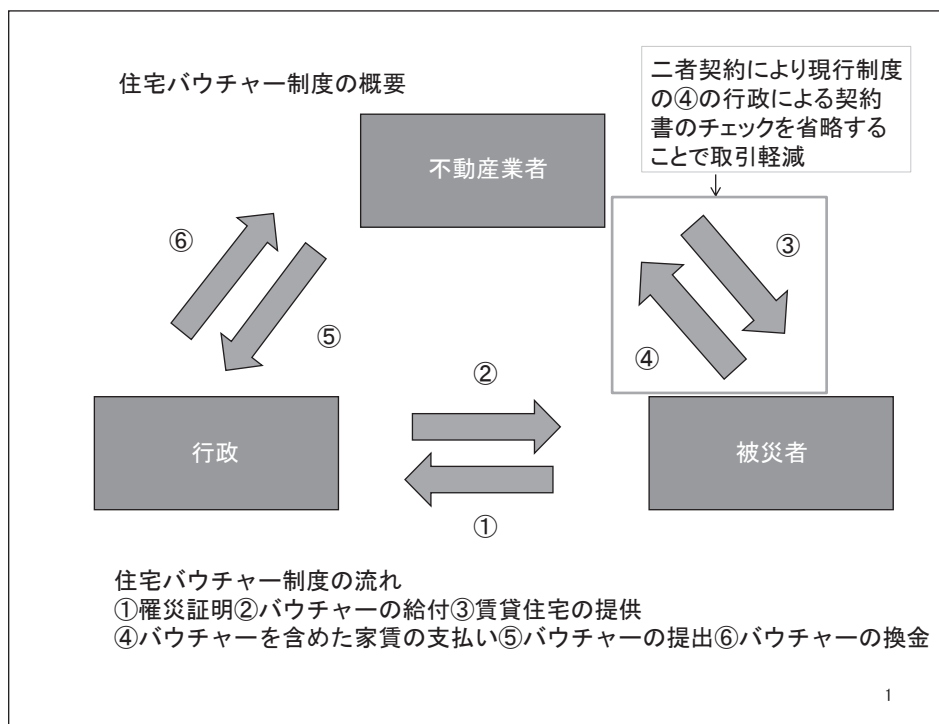 住宅バウチャー制度の概要
二者契約により現行制度
の④の行政による契約
書のチェックを省略する
ことで取引軽減
不動産業者
⑥
③
⑤
④
②
行政
被災者
①
住宅バウチャー制度の流れ
①罹災証明②バウチャーの給付③賃貸住宅の提供
④バウチャーを含めた家賃の支払い⑤バウチャーの提出⑥バウチャーの換金
1